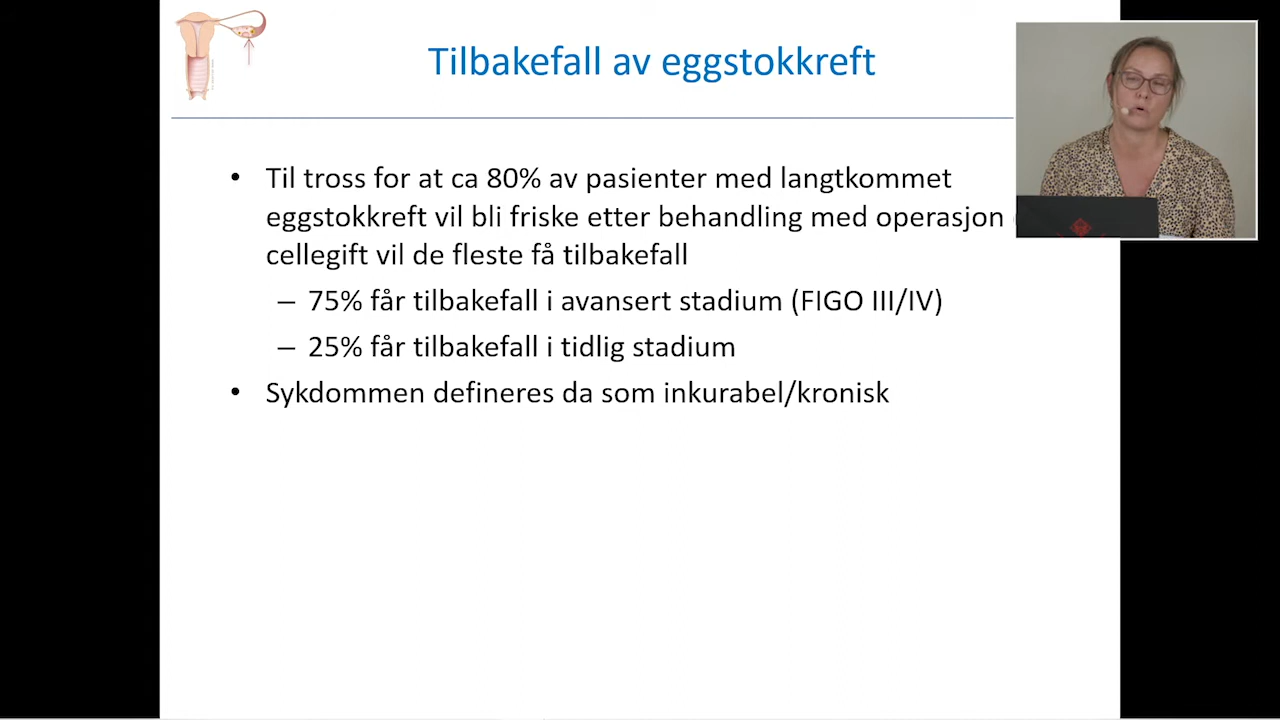 Tilbakefall av eggstokkreft
• Til tross for at ca 80% av pasienter med langtkommet
eggstokkreft vil bli friske etter behandling med operasjon
cellegift vil de fleste få tilbakefall
– 75% får tilbakefall i avansert stadium (FIGO III/IV)
– 25% får tilbakefall i tidlig stadium
• Sykdommen defineres da som inkurabel/kronisk